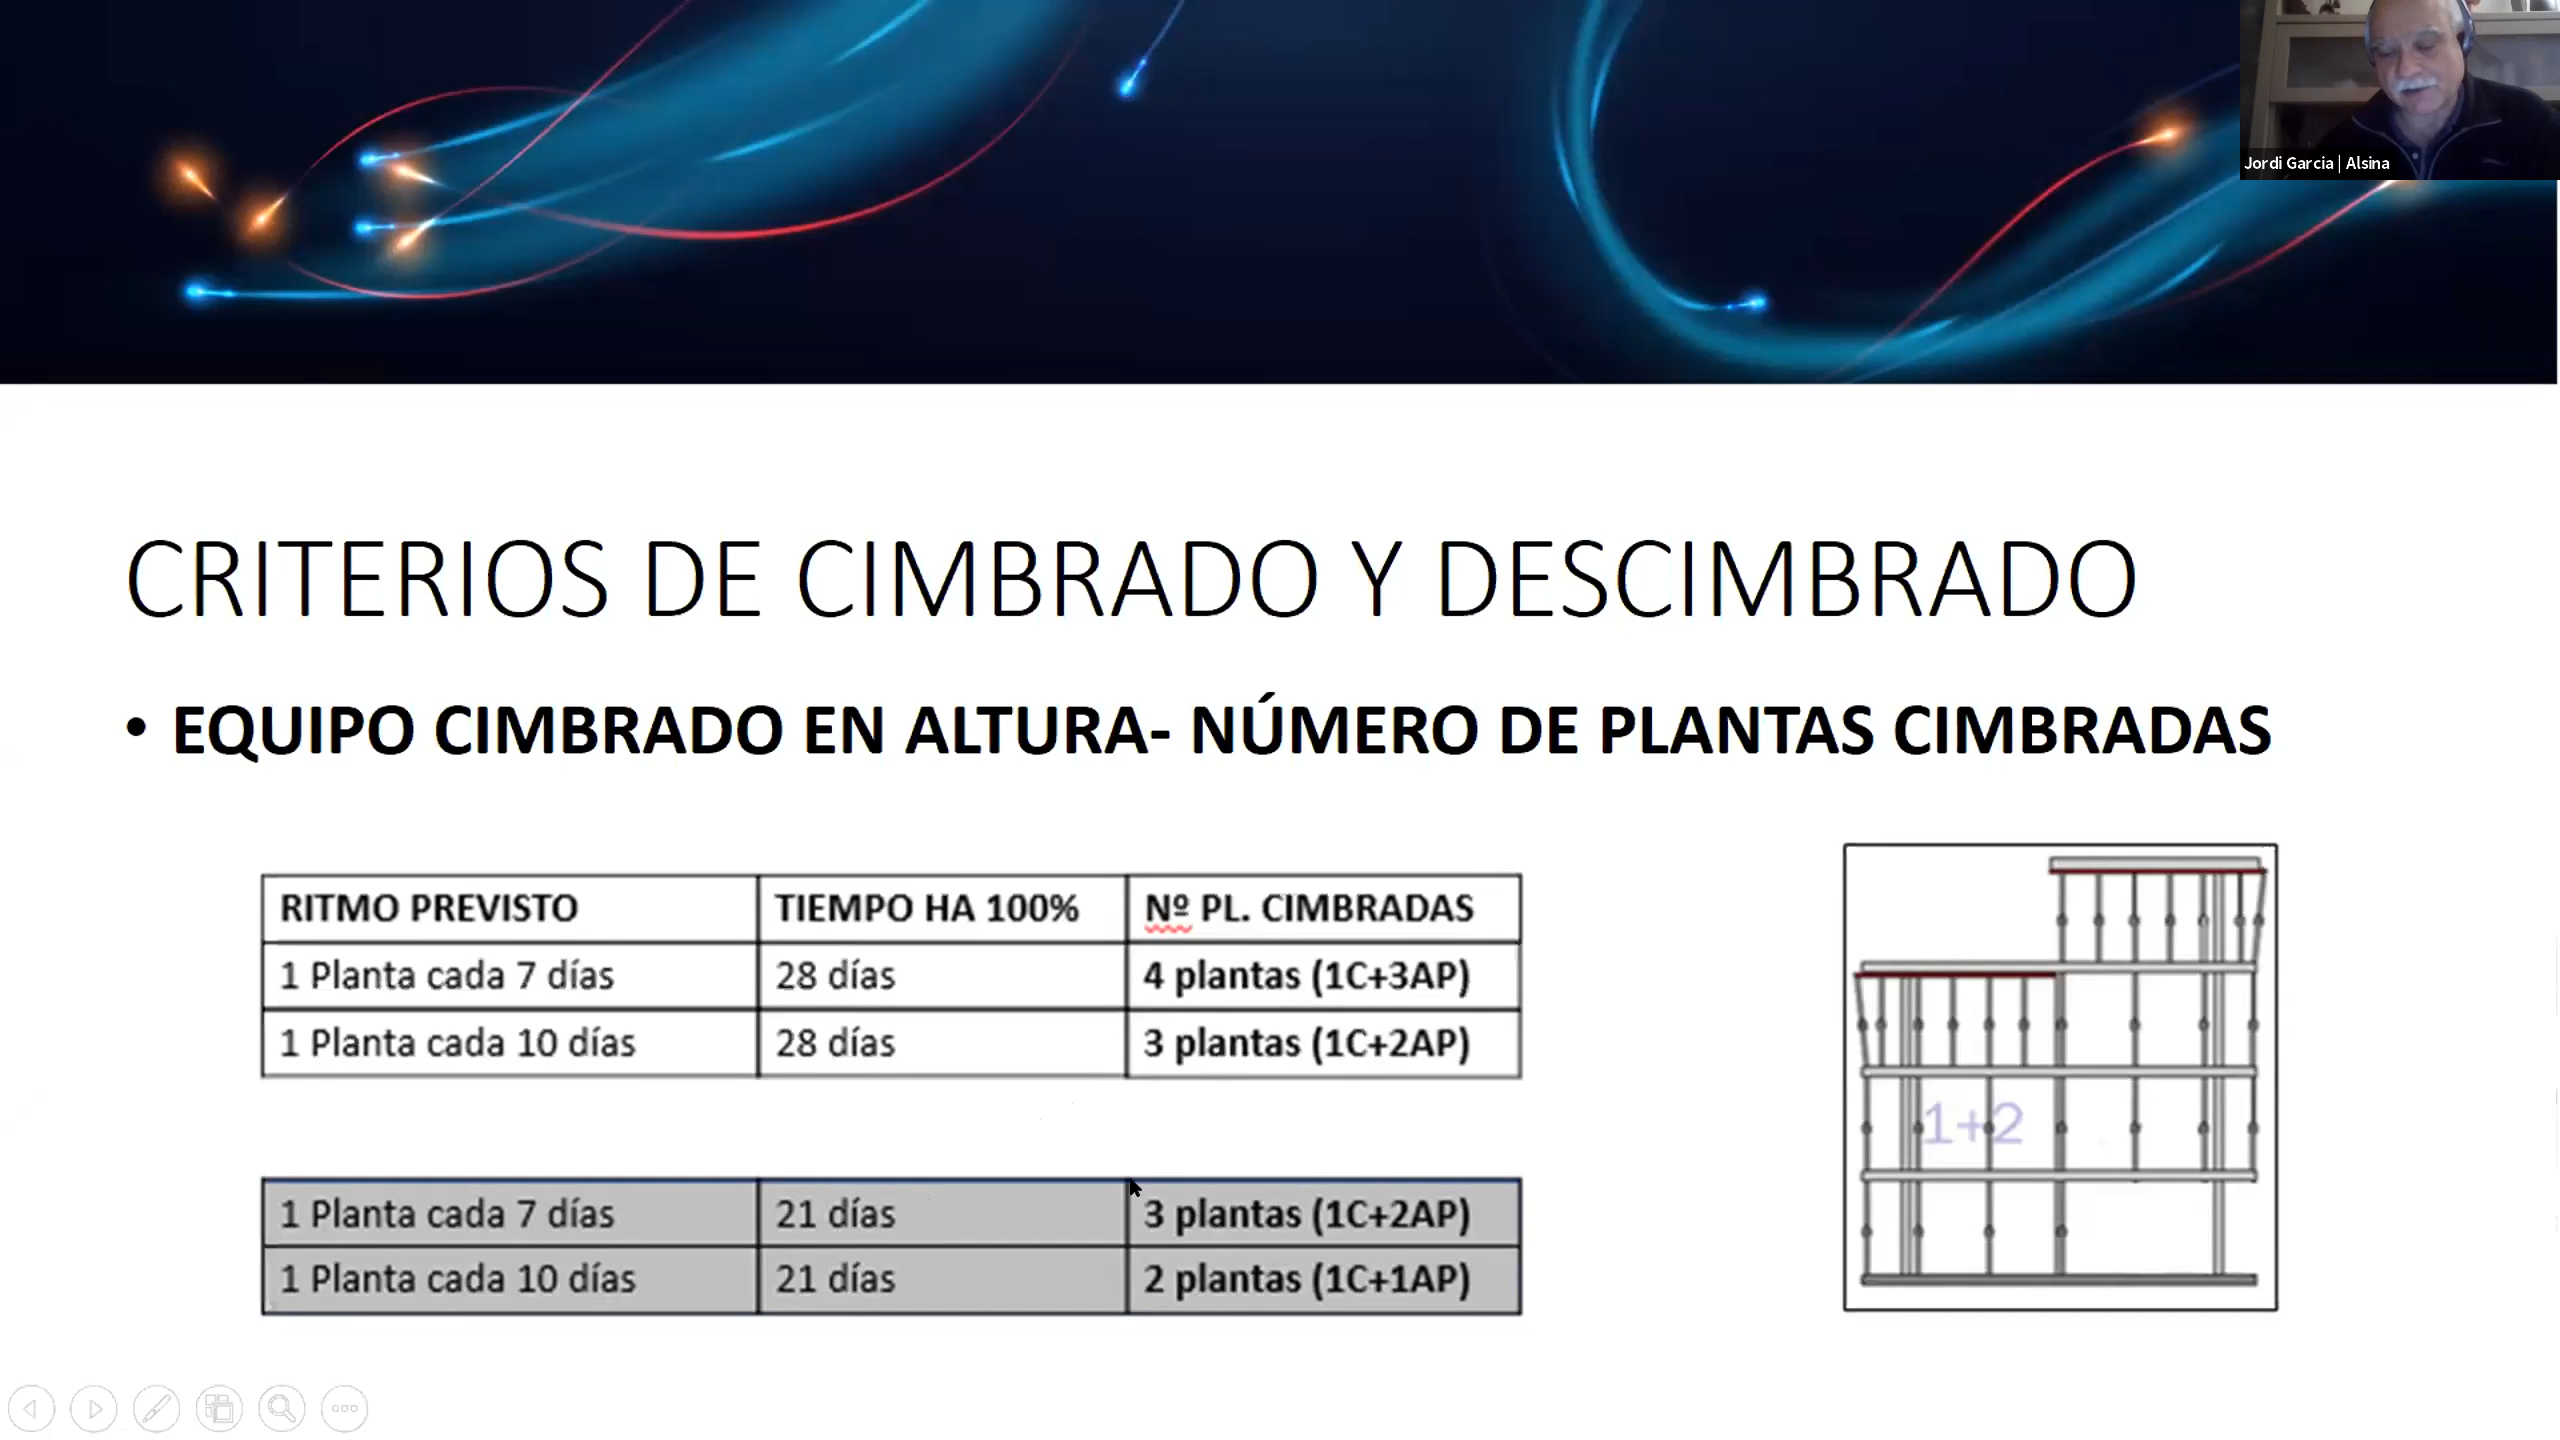 Jordi Garcia | Alsina
CRITERIOS DE CIMBRADO Y DESCIMBRADO
• EQUIPO CIMBRADO EN ALTURA- NÚMERO DE PLANTAS CIMBRADAS
RITMO PREVISTO TIEMPO HA 100% Nº PL. CIMBRADAS
1 Planta cada 7 días 28 días 4 plantas (1C+3AP)
1 Planta cada 10 días 28 días 3 plantas (1C+2AP)
1+2
1 Planta cada 7 días 21 días 3 plantas (1C+2AP)
1 Planta cada 10 días 21 días 2 plantas (1C+1AP)